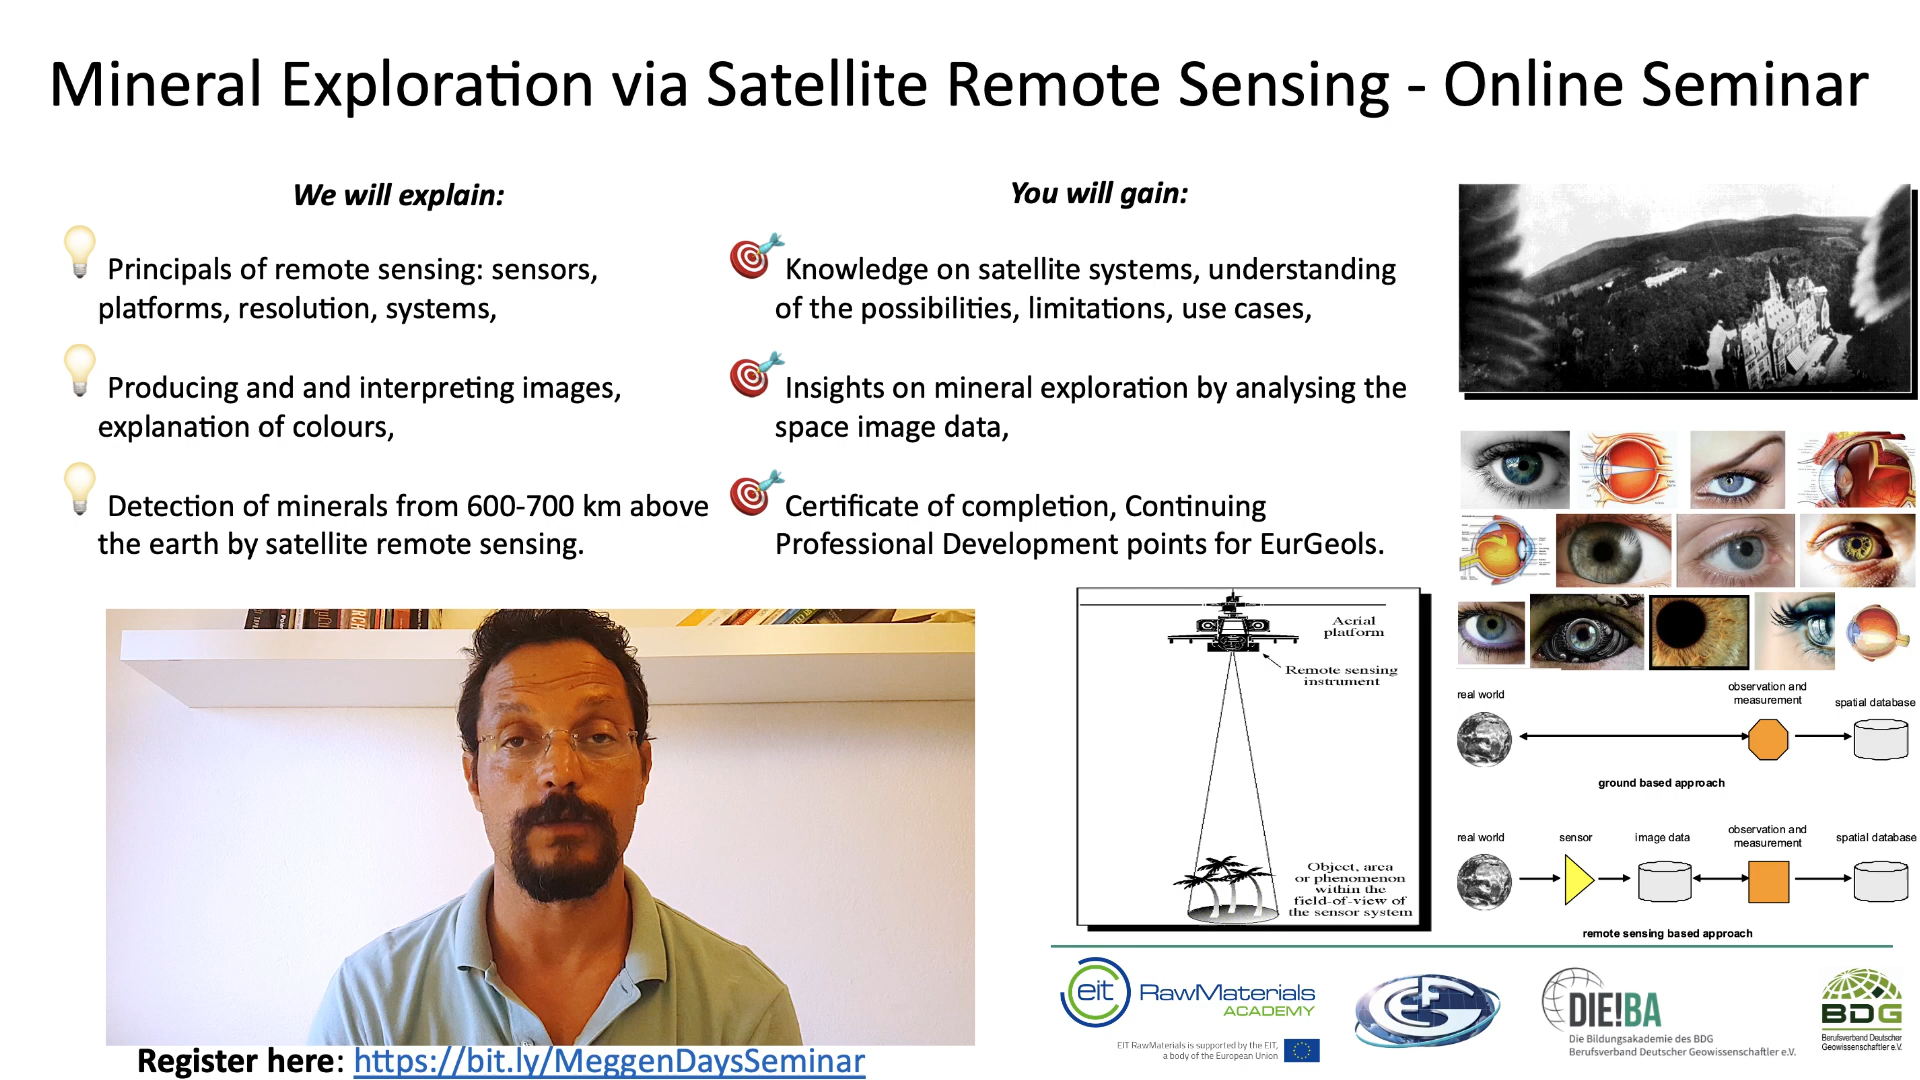 Mineral Exploration via Satellite Remote Sensing - Online Seminar
We will explain:
Principals of remote sensing: sensors,
platforms, resolution, systems,
Producing and and interpreting images,
explanation of colours,
Detection of minerals from 600-700 km above
the earth by satellite remote sensing.
You will gain:
Knowledge on satellite systems, understanding
of the possibilities, limitations, use cases,
Insights on mineral exploration by analysing the
space image data,
Certificate of completion, Continuing
Professional Development points for EurGeols.
Aerial
platform
Remote sensing
instrument
Object, area
or phenomenon
within the
field-of-view of
the sensor system
real world
observation and
measurement
spatial database
ground based approach
real world
sensor
image data
observation and
measurement
spatial database
remote sensing based approach
Register here: https://bit.ly/MeggenDaysSeminar
eit RawMaterials
ACADEMY
EIT RawMaterials is supported by the EIT,
a body of the European Union
DIE!BA
Die Bildungsakademie des BDG
Berufsverband Deutscher Geowissenschaftler e.V.
BDG
Berufsverband Deutscher
Geowissenschaftler e.V.